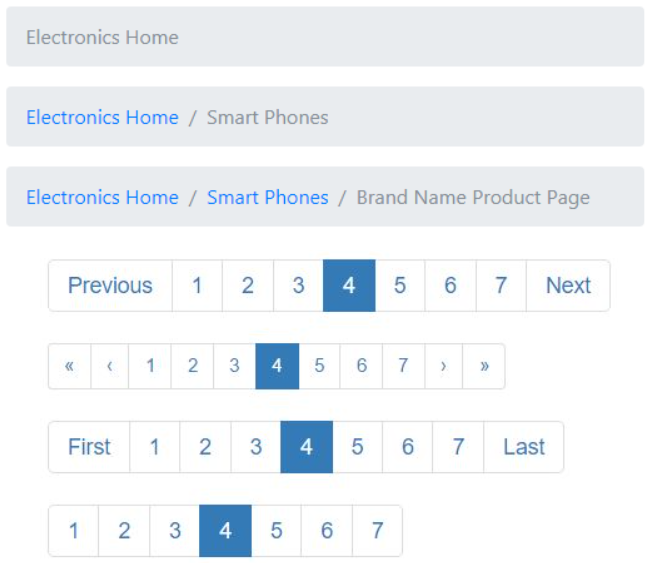 Electronics Home
Electronics Home / Smart Phones
Electronics Home / Smart Phones / Brand Name Product Page
Previous 1 2 3 4 5 6 7 Next
« ‹ 1 2 3 4 5 6 7 › »
First 1 2 3 4 5 6 7 Last
1 2 3 4 5 6 7